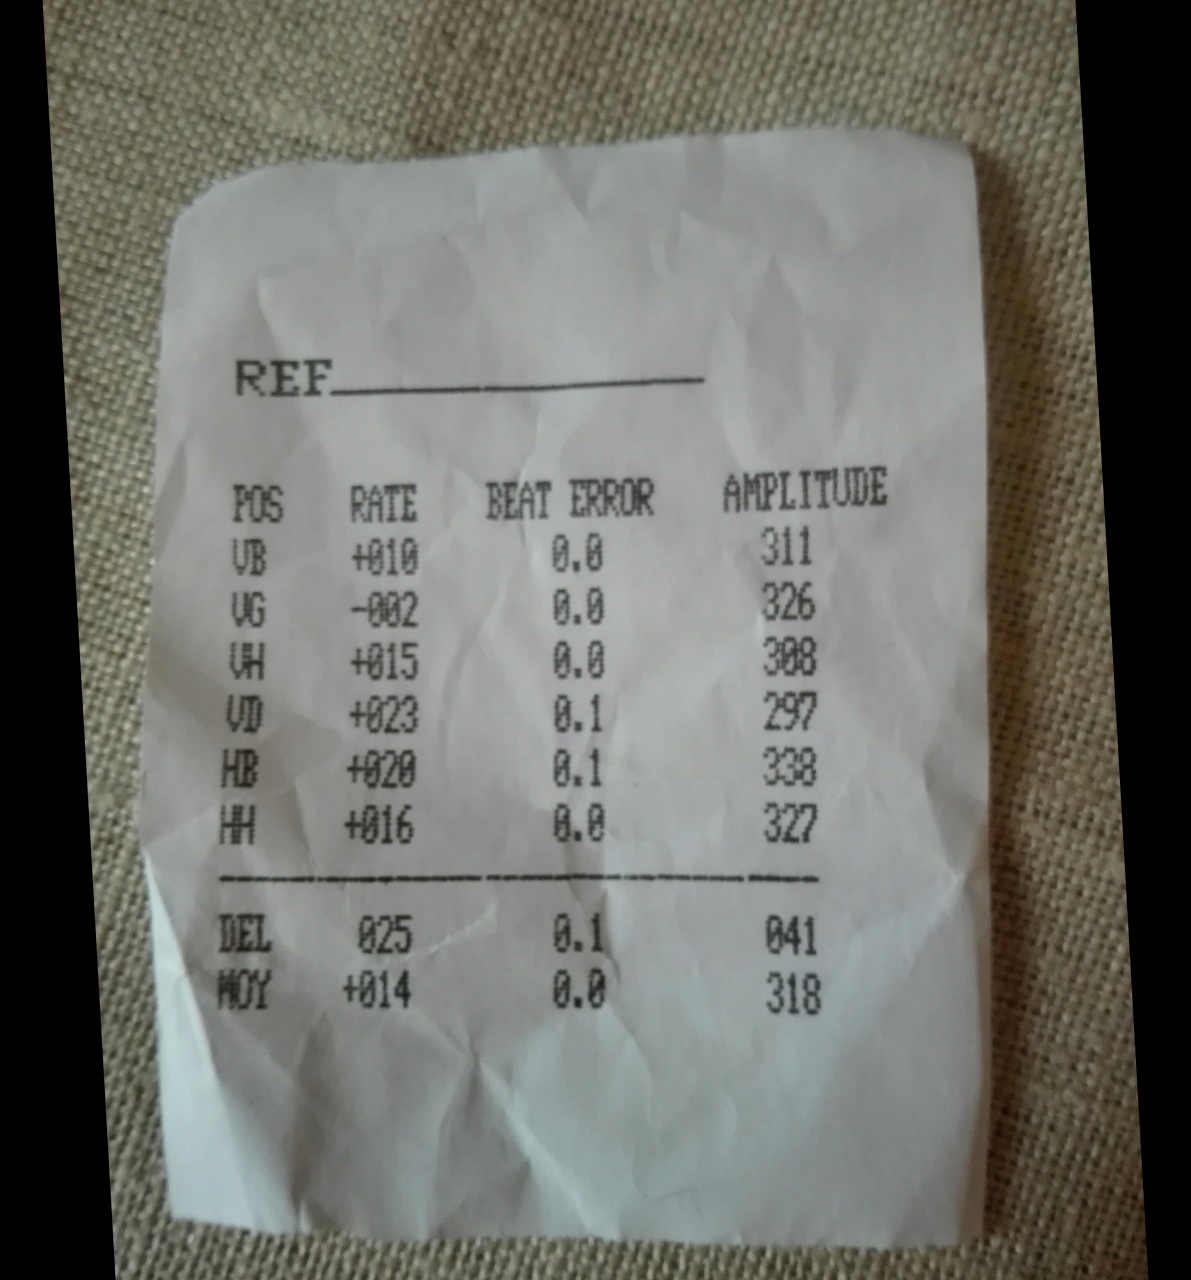 REF____________
POS RATE BEAT ERROR AMPLITUDE
VB +010 0.0 311
VG -002 0.0 326
VH +015 0.0 308
VD +023 0.1 297
HB +020 0.1 338
HH +016 0.0 327
DEL 025 0.1 041
MOY +014 0.0 318